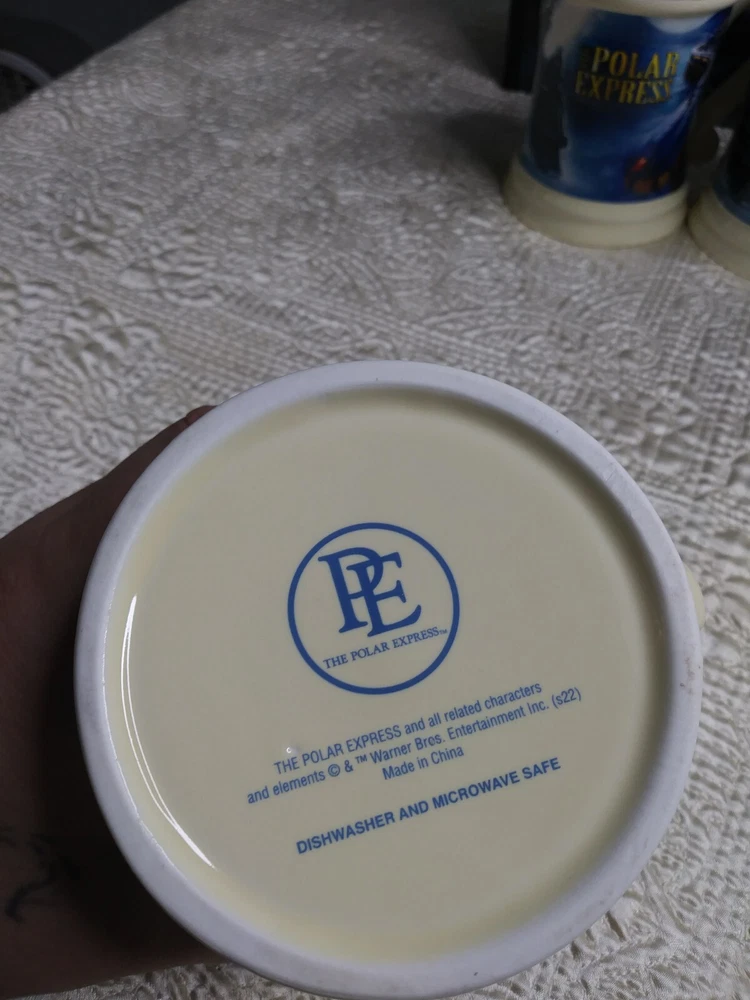 THE
POLAR
EXPRESS
PE
THE POLAR EXPRESS™
THE POLAR EXPRESS and all related characters
and elements © & ™ Warner Bros. Entertainment Inc. (s22)
Made in China
DISHWASHER AND MICROWAVE SAFE